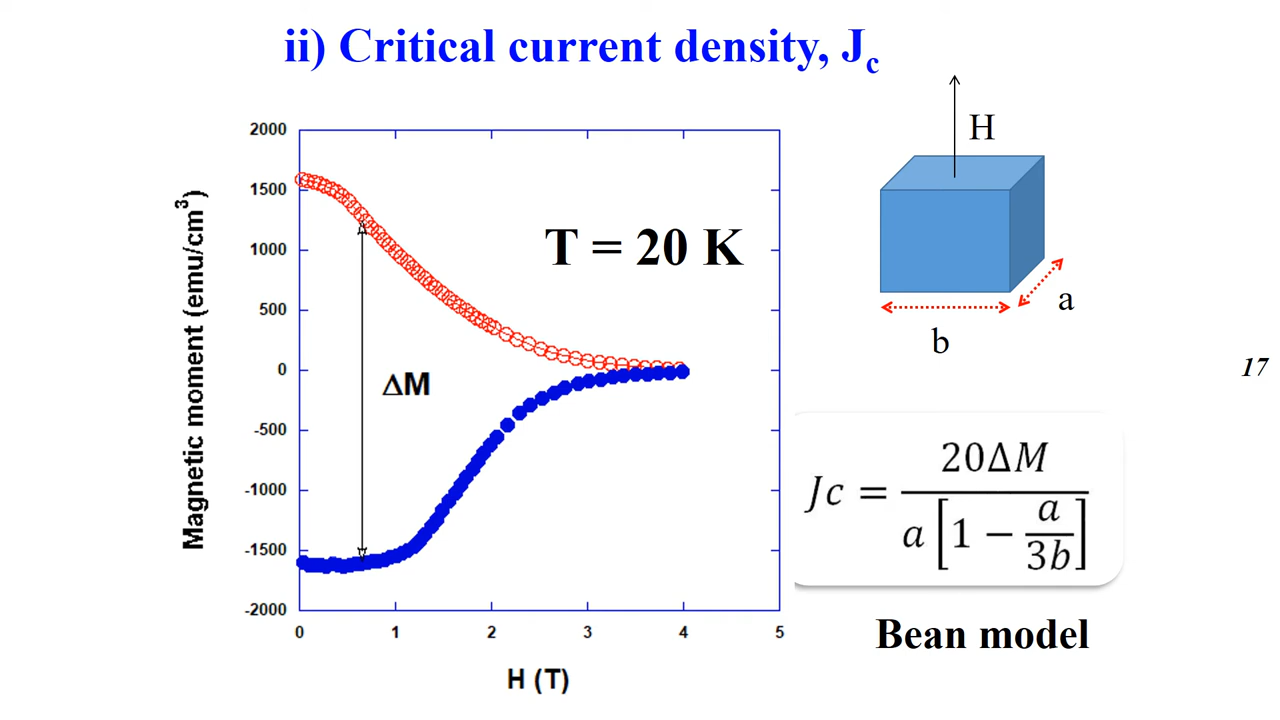 ii) Critical current density, Jc
2000
1500
1000
500
0
-500
-1000
-1500
-2000
0 1 2 3 4 5
Magnetic moment (emu/cm³)
H (T)
T = 20 K
ΔM
H
a
b
17
Jc = 20ΔM / a [1 − a / 3b]
Bean model